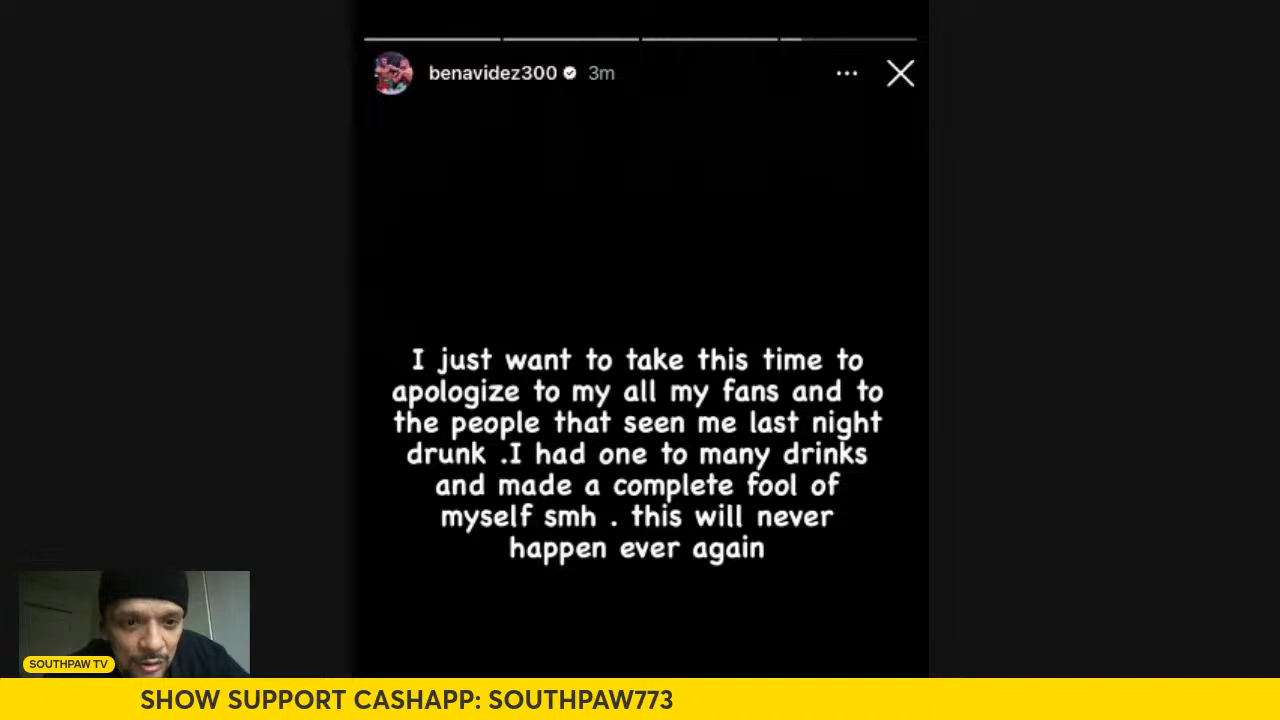 benavidez300 3m
I just want to take this time to
apologize to my all my fans and to
the people that seen me last night
drunk .I had one to many drinks
and made a complete fool of
myself smh . this will never
happen ever again
SOUTHPAW TV
SHOW SUPPORT CASHAPP: SOUTHPAW773